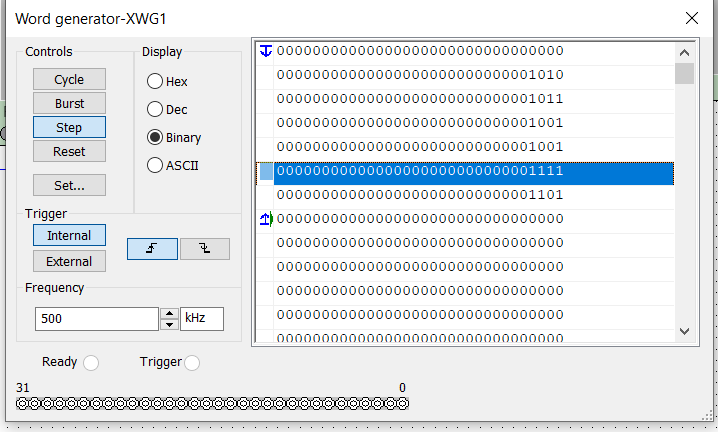 Word generator-XWG1
Controls
Cycle
Burst
Step
Reset
Set...
Display
Hex
Dec
Binary
ASCII
Trigger
Internal
External
Frequency
500
kHz
Ready
Trigger
31
0
00000000000000000000000000000000
00000000000000000000000000001010
00000000000000000000000000001011
00000000000000000000000000001001
00000000000000000000000000001001
00000000000000000000000000001111
00000000000000000000000000001101
00000000000000000000000000000000
00000000000000000000000000000000
00000000000000000000000000000000
00000000000000000000000000000000
00000000000000000000000000000000
00000000000000000000000000000000